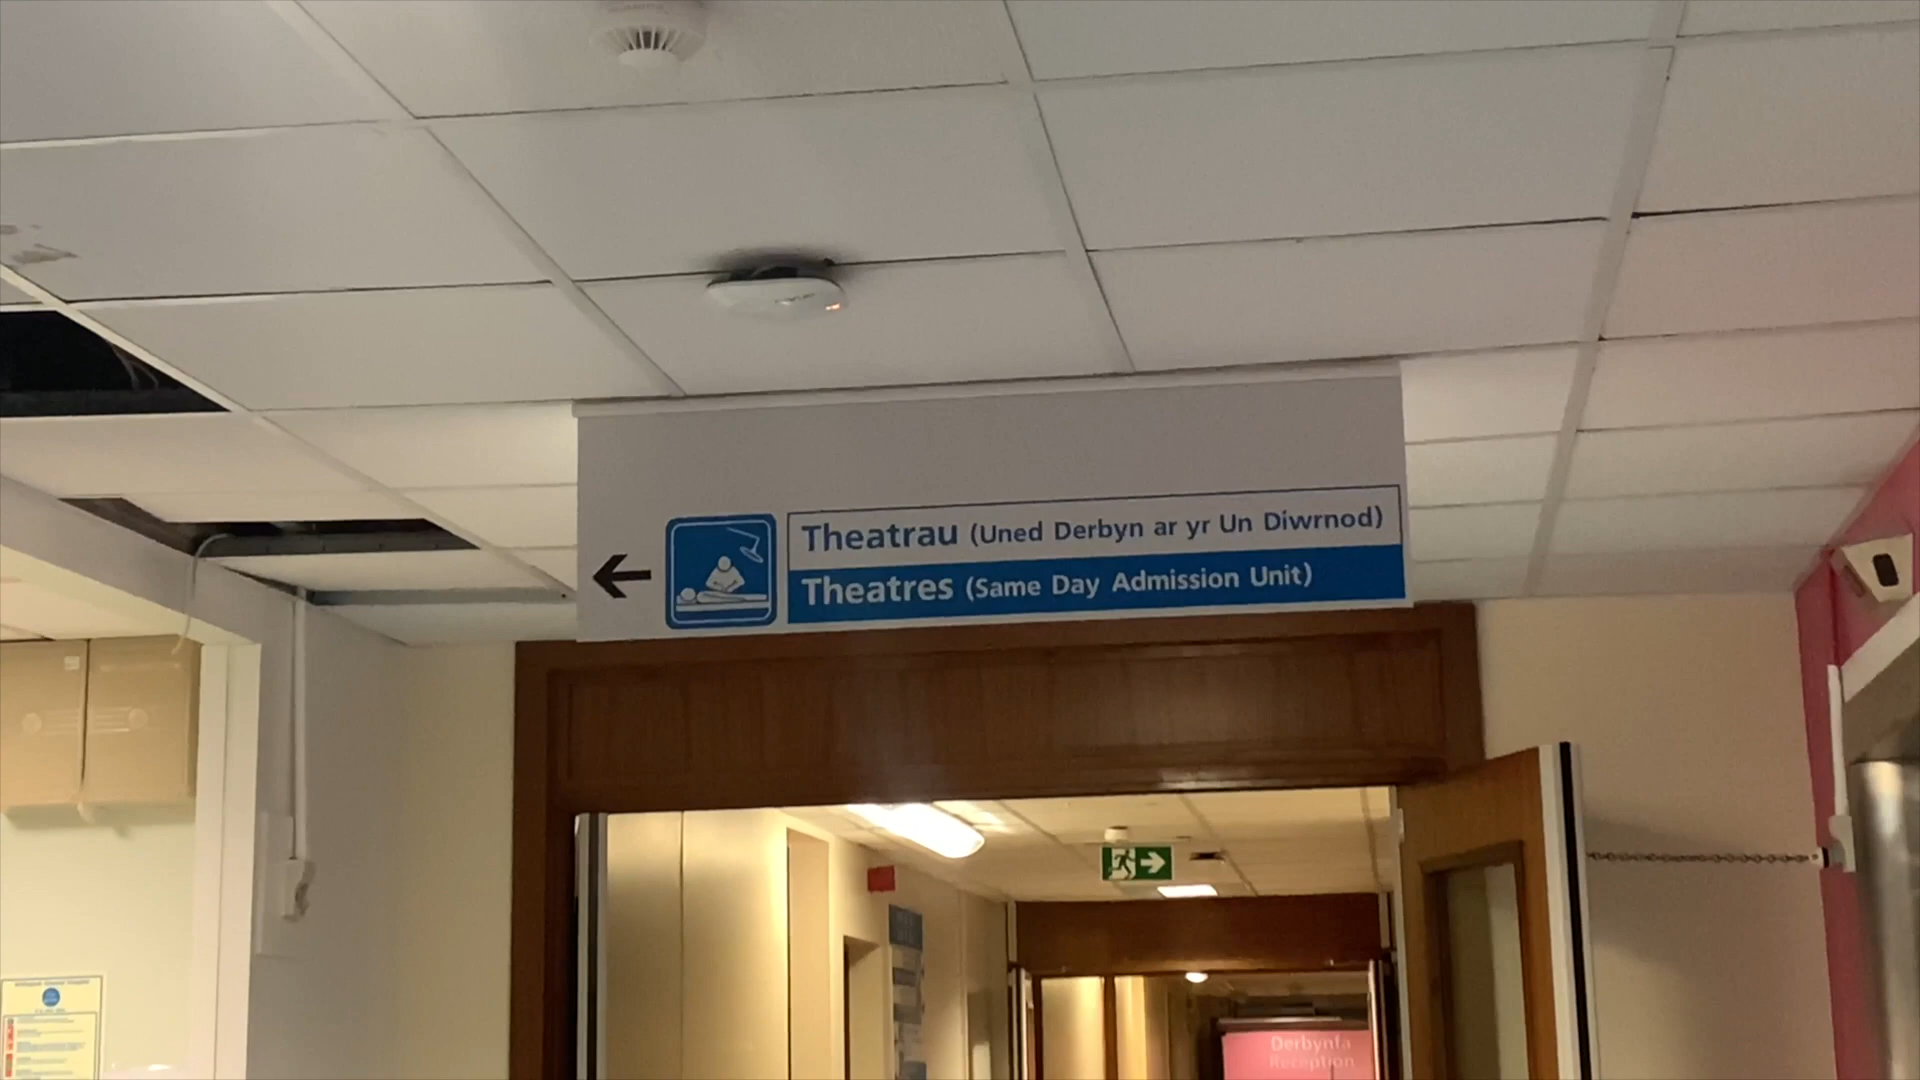 Theatrau (Uned Derbyn ar yr Un Diwrnod)
Theatres (Same Day Admission Unit)
Derbynfa
Reception